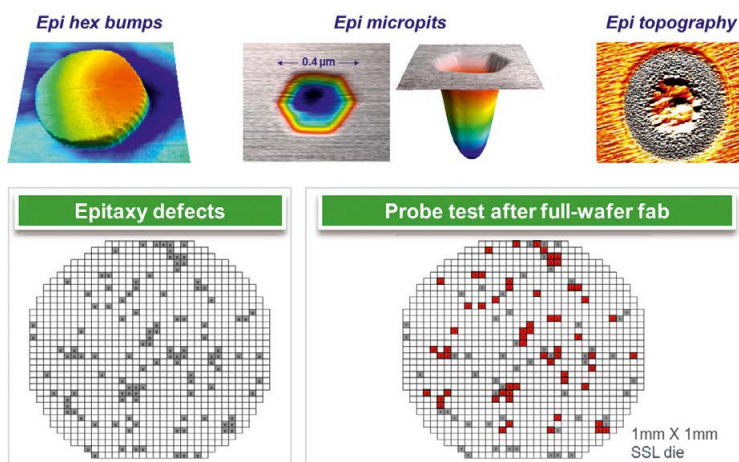 Epi hex bumps
Epi micropits
Epi topography
0.4 µm
Epitaxy defects
Probe test after full-wafer fab
1mm X 1mm
SSL die